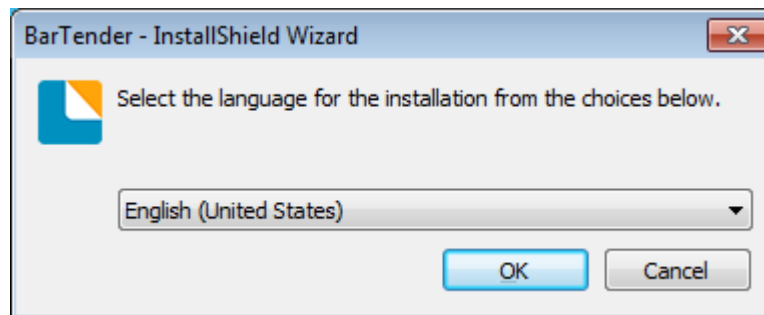 BarTender - InstallShield Wizard
Select the language for the installation from the choices below.
English (United States)
OK Cancel